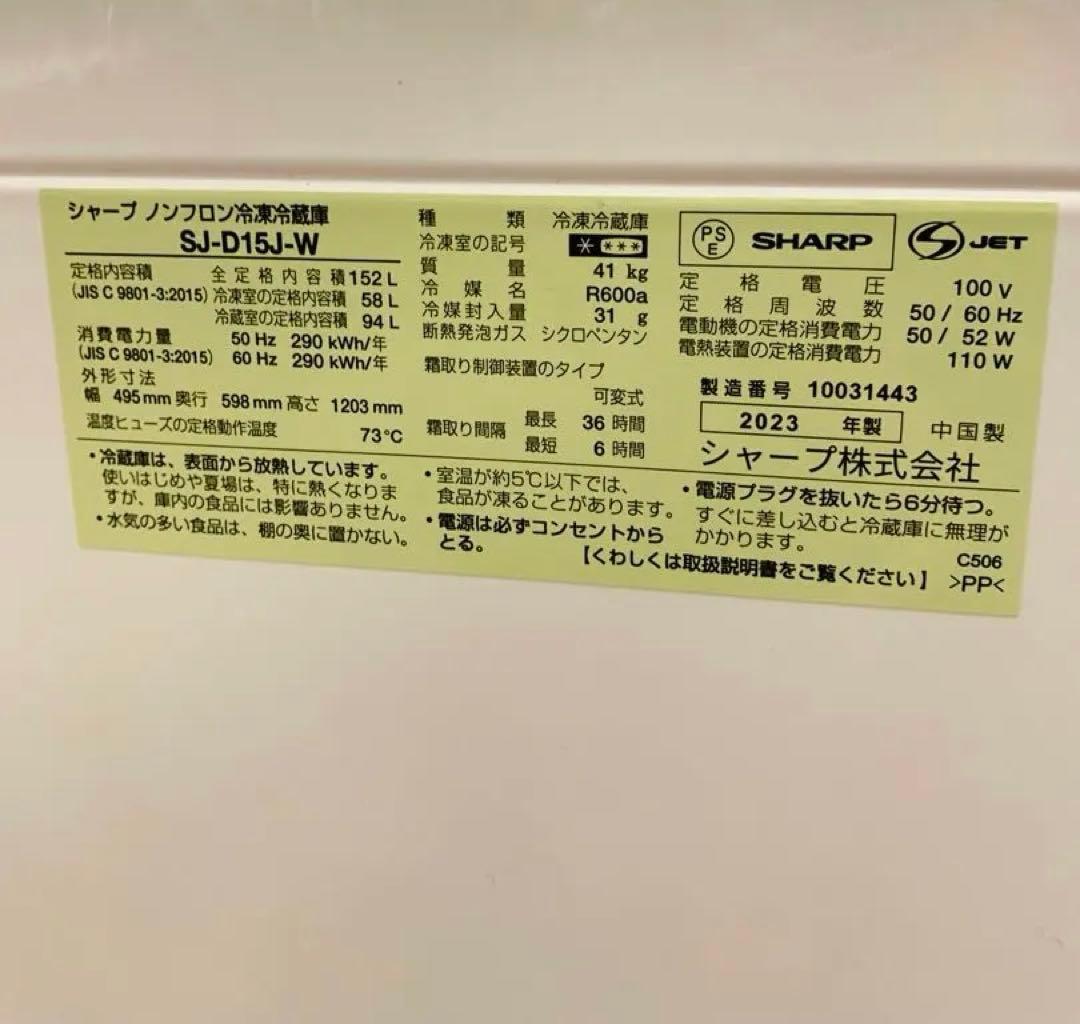 シャープ ノンフロン冷凍冷蔵庫
SJ-D15J-W
定格内容積 全定格内容積 152 L
(JIS C 9801-3:2015) 冷凍室の定格内容積 58 L
冷蔵室の定格内容積 94 L
消費電力量 50 Hz 290 kWh/年
(JIS C 9801-3:2015) 60 Hz 290 kWh/年
外形寸法
幅 495 mm 奥行 598 mm 高さ 1203 mm
温度ヒューズの定格動作温度 73℃
種類 冷凍冷蔵庫
冷凍室の記号 * ***
質量 41 kg
冷媒名 R600a
冷媒封入量 31 g
断熱発泡ガス シクロペンタン
霜取り制御装置のタイプ
可変式
霜取り間隔 最長 36 時間
最短 6 時間
PS
E
SHARP
S JET
定格電圧 100 V
定格周波数 50 / 60 Hz
電動機の定格消費電力 50 / 52 W
電熱装置の定格消費電力 110 W
製造番号 10031443
2023 年製 中国製
シャープ株式会社
・冷蔵庫は、表面から放熱しています。
使いはじめや夏場は、特に熱くなりま
すが、庫内の食品には影響ありません。
・水気の多い食品は、棚の奥に置かない。
・室温が約5℃以下では、
食品が凍ることがあります。
・電源は必ずコンセントから
とる。
・電源プラグを抜いたら6分待つ。
すぐに差し込むと冷蔵庫に無理が
かかります。
【くわしくは取扱説明書をご覧ください】
C506
>PP<